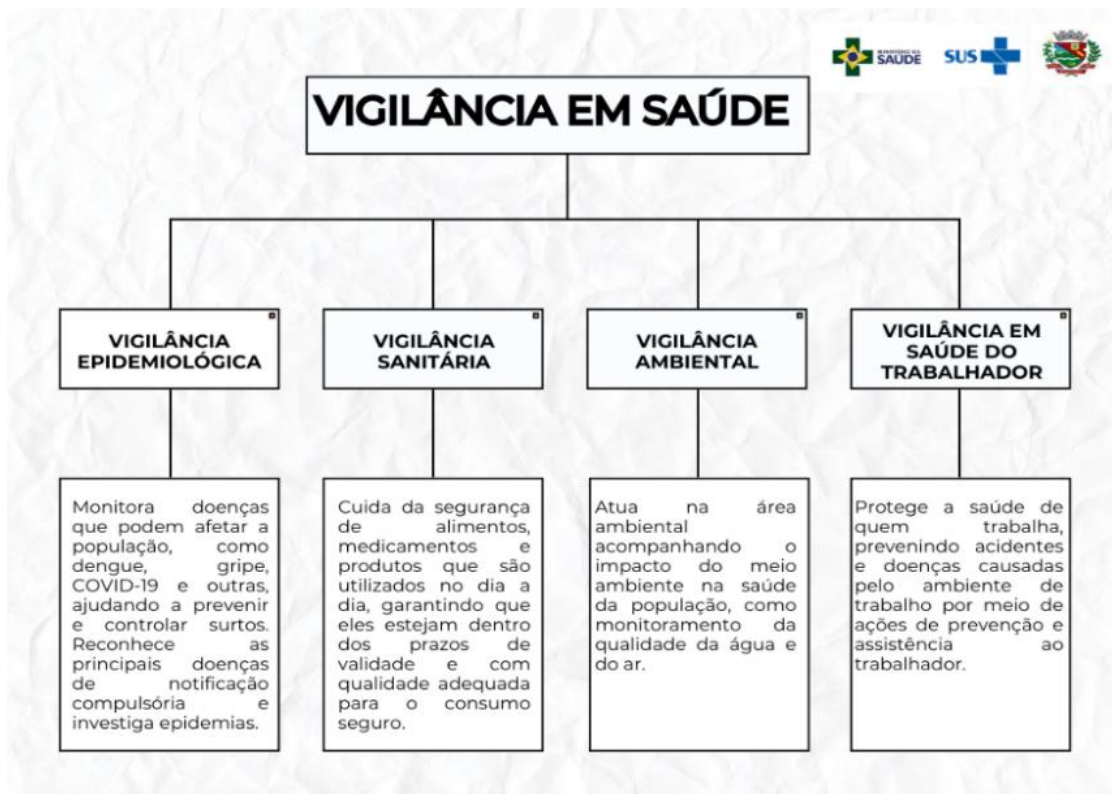 MINISTÉRIO DA
SAÚDE
SUS
VIGILÂNCIA EM SAÚDE
VIGILÂNCIA
EPIDEMIOLÓGICA
VIGILÂNCIA
SANITÁRIA
VIGILÂNCIA
AMBIENTAL
VIGILÂNCIA EM
SAÚDE DO
TRABALHADOR
Monitora doenças
que podem afetar a
população, como
dengue, gripe,
COVID-19 e outras,
ajudando a prevenir
e controlar surtos.
Reconhece as
principais doenças
de notificação
compulsória e
investiga epidemias.
Cuida da segurança
de alimentos,
medicamentos e
produtos que são
utilizados no dia a
dia, garantindo que
eles estejam dentro
dos prazos de
validade e com
qualidade adequada
para o consumo
seguro.
Atua na área
ambiental
acompanhando o
impacto do meio
ambiente na saúde
da população, como
monitoramento da
qualidade da água e
do ar.
Protege a saúde de
quem trabalha,
prevenindo acidentes
e doenças causadas
pelo ambiente de
trabalho por meio de
ações de prevenção e
assistência ao
trabalhador.